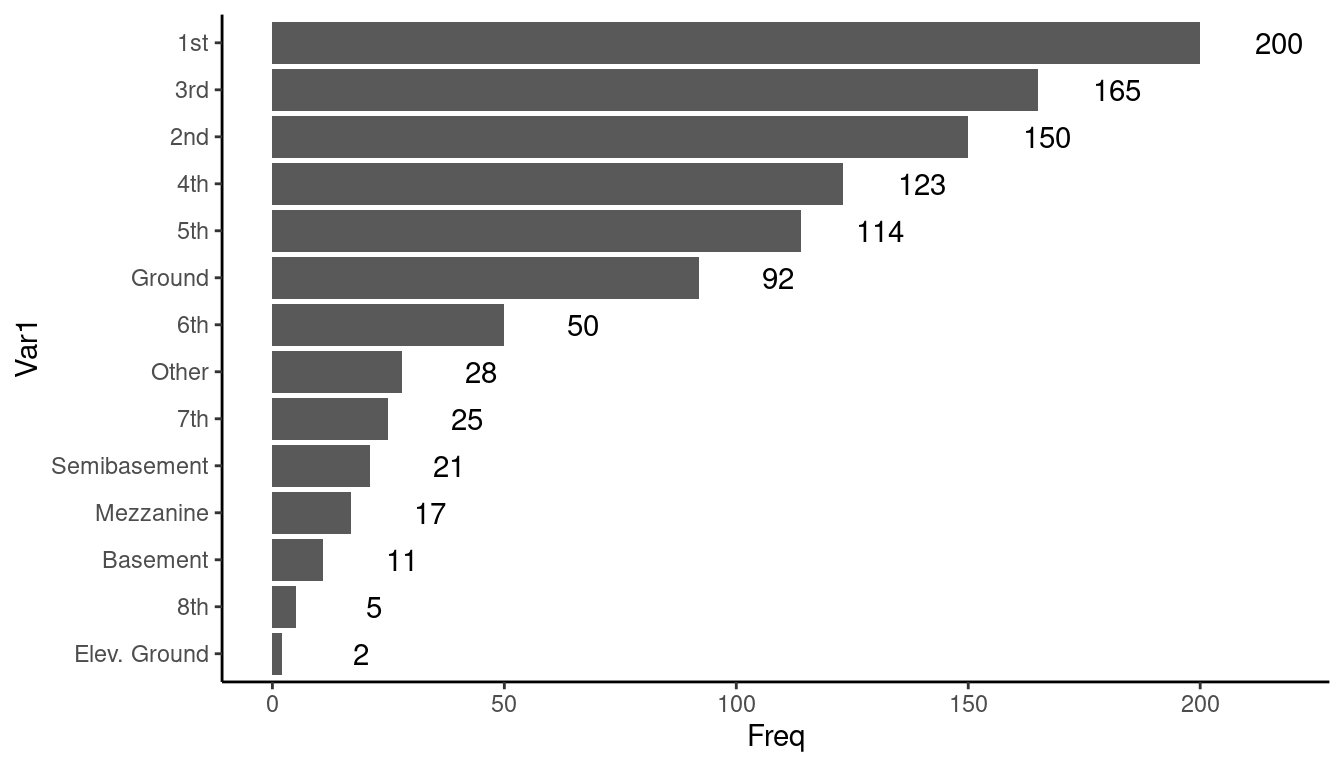 1st 200
3rd 165
2nd 150
4th 123
5th 114
Ground 92
6th 50
Var1
Other 28
7th 25
Semibasement 21
Mezzanine 17
Basement 11
8th 5
Elev. Ground 2
0 50 100 150 200
Freq